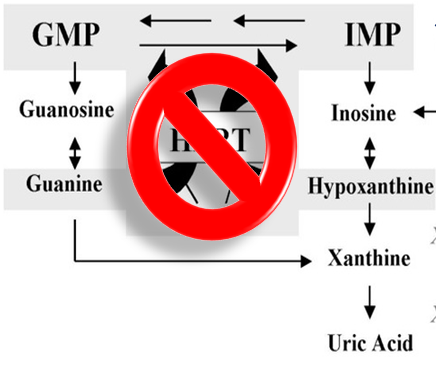 GMP
IMP
Guanosine
Inosine
Guanine
Hypoxanthine
Xanthine
Uric Acid